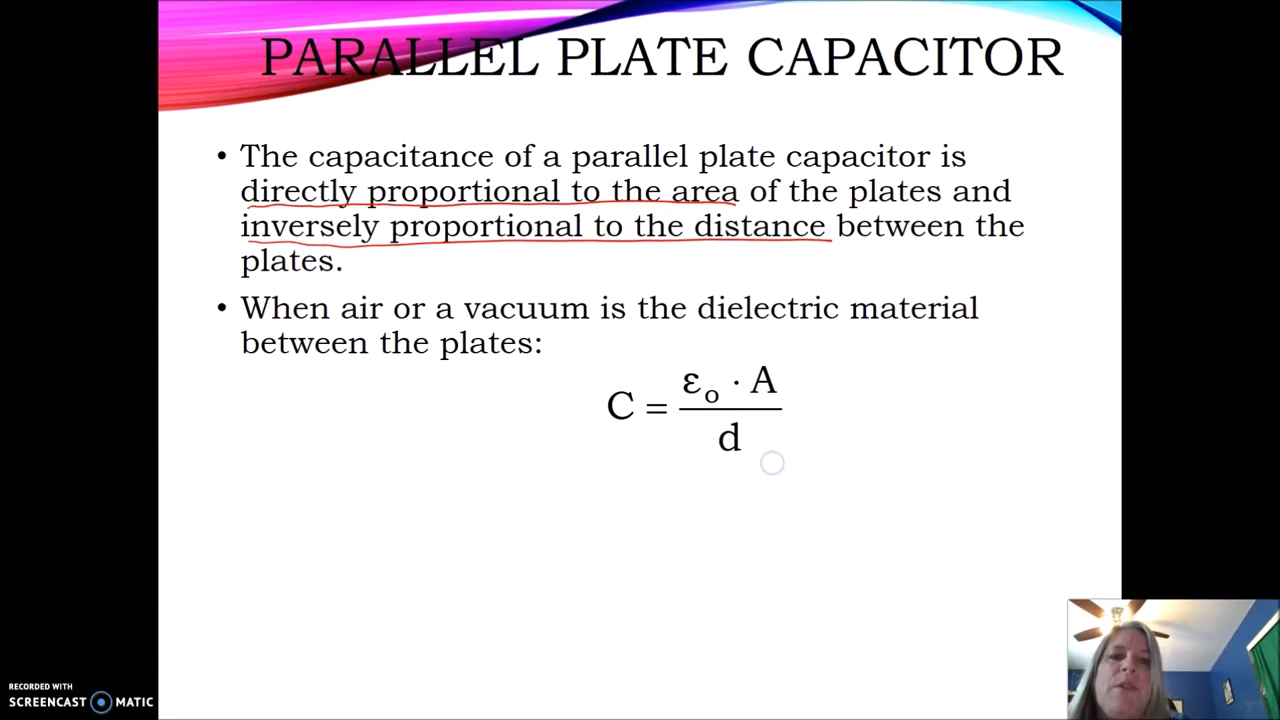 PARALLEL PLATE CAPACITOR
• The capacitance of a parallel plate capacitor is
directly proportional to the area of the plates and
inversely proportional to the distance between the
plates.
• When air or a vacuum is the dielectric material
between the plates:
C = εo · A / d
RECORDED WITH
SCREENCAST MATIC